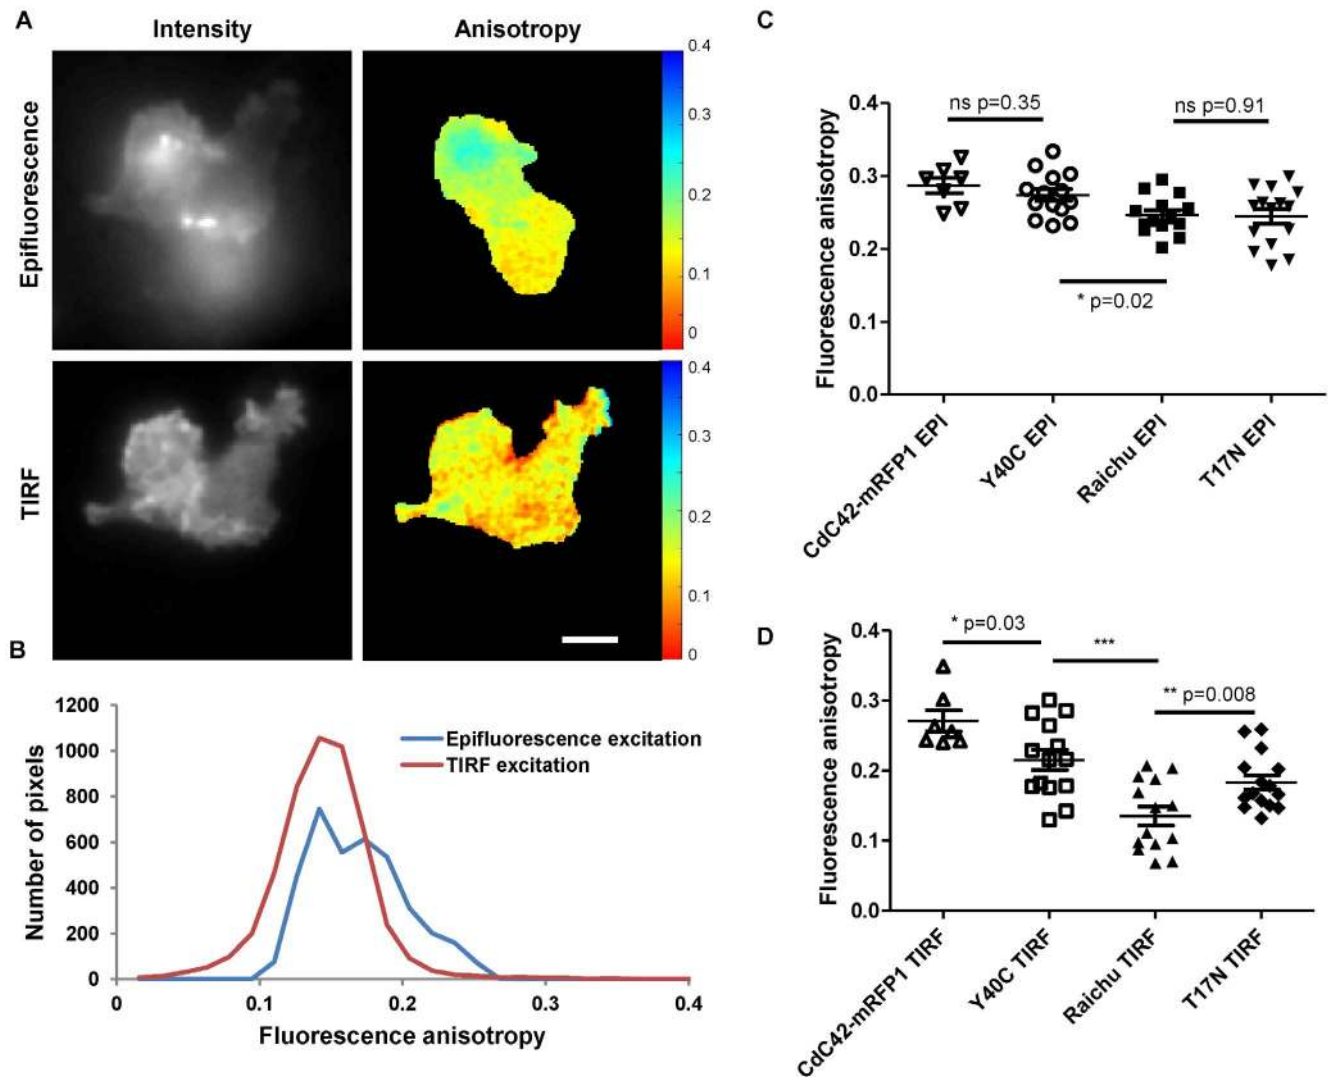 A
Intensity
Anisotropy
Epifluorescence
0.4
0.3
0.2
0.1
0
TIRF
0.4
0.3
0.2
0.1
0
B
1200
1000
800
600
400
200
0
Number of pixels
Epifluorescence excitation
TIRF excitation
0
0.1
0.2
0.3
0.4
Fluorescence anisotropy
C
Fluorescence anisotropy
0.4
0.3
0.2
0.1
0.0
ns p=0.35
ns p=0.91
* p=0.02
CdC42-mRFP1 EPI
Y40C EPI
Raichu EPI
T17N EPI
D
Fluorescence anisotropy
0.4
0.3
0.2
0.1
0.0
* p=0.03
***
** p=0.008
CdC42-mRFP1 TIRF
Y40C TIRF
Raichu TIRF
T17N TIRF